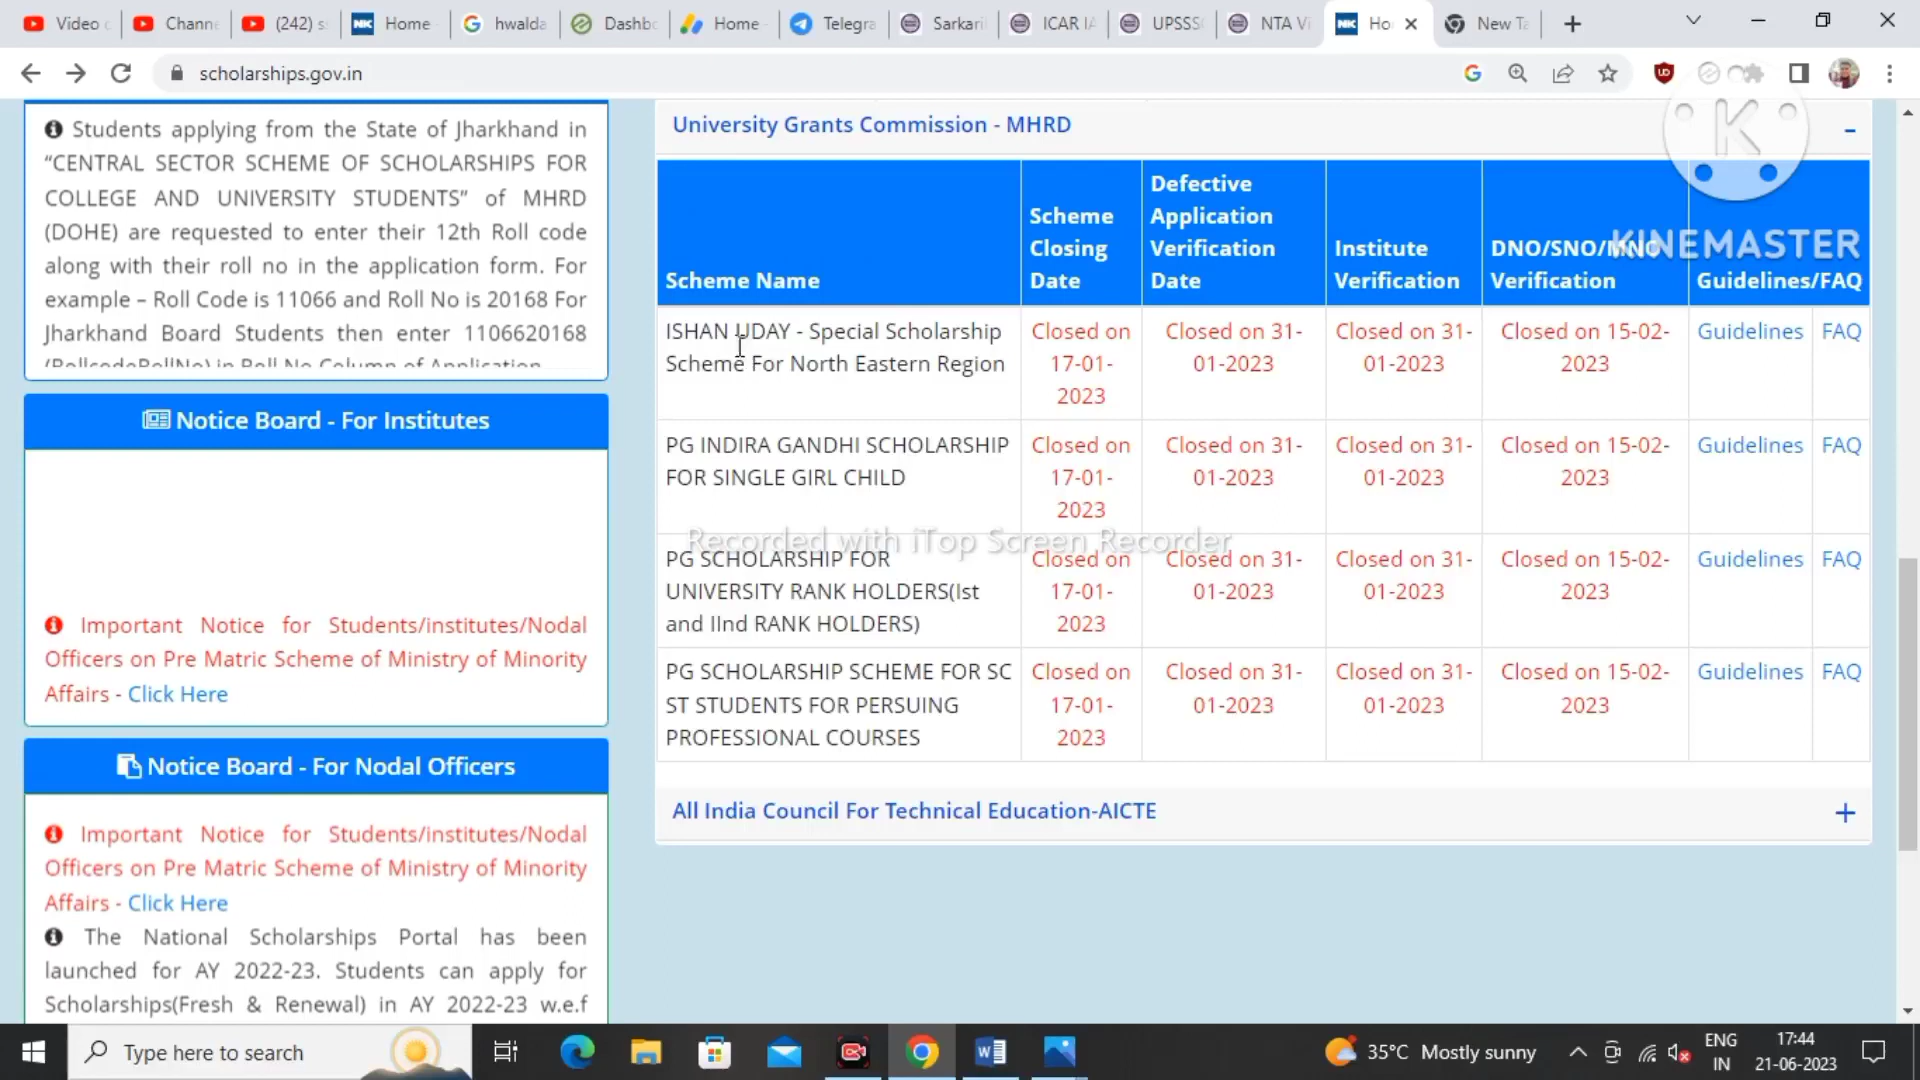 Video c
Chann
(242) s
Home
hwalda
Dashb
Home
Telegra
Sarkari
ICAR IA
UPSSS
NTA Vi
Ho
New Ta
scholarships.gov.in
Students applying from the State of Jharkhand in
“CENTRAL SECTOR SCHEME OF SCHOLARSHIPS FOR
COLLEGE AND UNIVERSITY STUDENTS” of MHRD
(DOHE) are requested to enter their 12th Roll code
along with their roll no in the application form. For
example – Roll Code is 11066 and Roll No is 20168 For
Jharkhand Board Students then enter 1106620168
(RollcodeRollNo) in Roll No Column of Application
Notice Board - For Institutes
Important Notice for Students/institutes/Nodal
Officers on Pre Matric Scheme of Ministry of Minority
Affairs - Click Here
Notice Board - For Nodal Officers
Important Notice for Students/institutes/Nodal
Officers on Pre Matric Scheme of Ministry of Minority
Affairs - Click Here
The National Scholarships Portal has been
launched for AY 2022-23. Students can apply for
Scholarships(Fresh & Renewal) in AY 2022-23 w.e.f
University Grants Commission - MHRD
-
K
KINEMASTER
Scheme Name
Scheme
Closing
Date
Defective
Application
Verification
Date
Institute
Verification
DNO/SNO/MNO
Verification
Guidelines/FAQ
ISHAN UDAY - Special Scholarship
Scheme For North Eastern Region
Closed on
17-01-
2023
Closed on 31-
01-2023
Closed on 31-
01-2023
Closed on 15-02-
2023
Guidelines
FAQ
PG INDIRA GANDHI SCHOLARSHIP
FOR SINGLE GIRL CHILD
Closed on
17-01-
2023
Closed on 31-
01-2023
Closed on 31-
01-2023
Closed on 15-02-
2023
Guidelines
FAQ
Recorded with iTop Screen Recorder
PG SCHOLARSHIP FOR
UNIVERSITY RANK HOLDERS(Ist
and IInd RANK HOLDERS)
Closed on
17-01-
2023
Closed on 31-
01-2023
Closed on 31-
01-2023
Closed on 15-02-
2023
Guidelines
FAQ
PG SCHOLARSHIP SCHEME FOR SC
ST STUDENTS FOR PERSUING
PROFESSIONAL COURSES
Closed on
17-01-
2023
Closed on 31-
01-2023
Closed on 31-
01-2023
Closed on 15-02-
2023
Guidelines
FAQ
All India Council For Technical Education-AICTE
+
Type here to search
35°C Mostly sunny
ENG
IN
17:44
21-06-2023